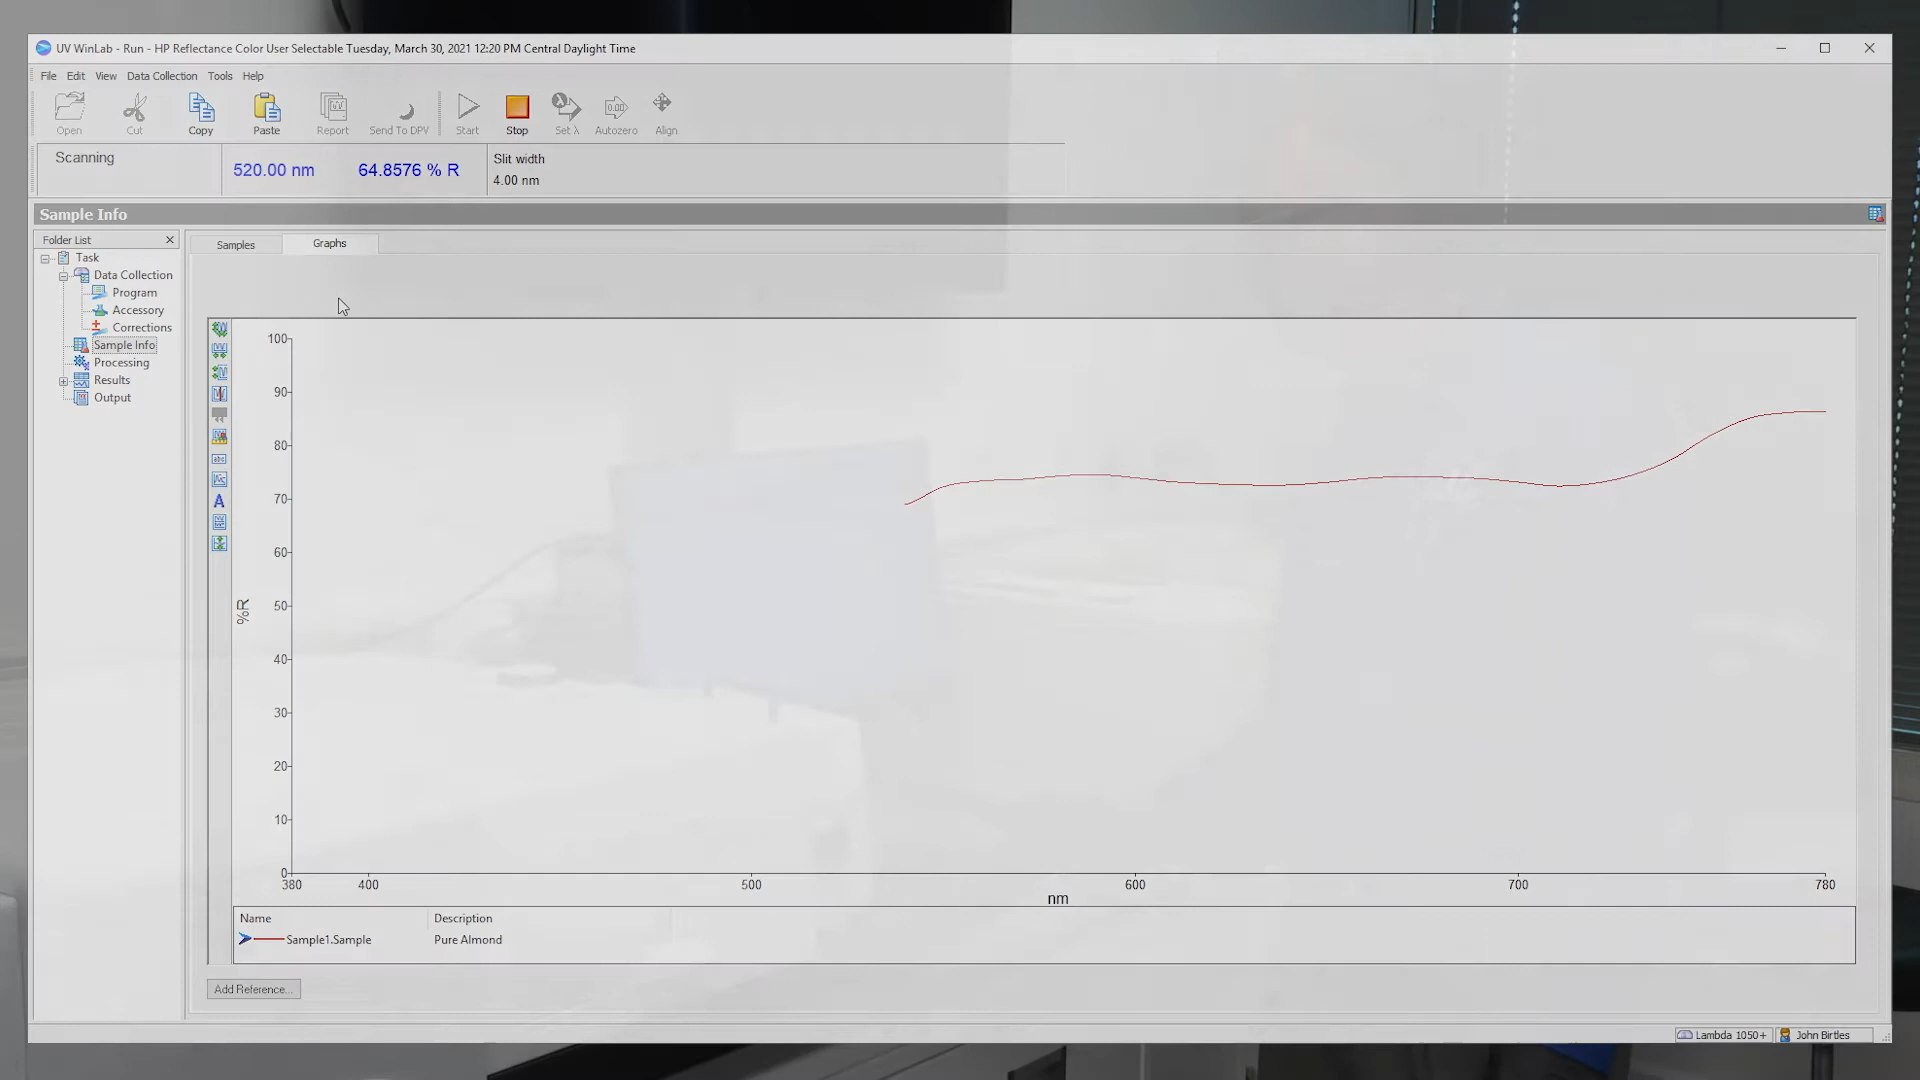 UV WinLab - Run - HP Reflectance Color User Selectable Tuesday, March 30, 2021 12:20 PM Central Daylight Time
File Edit View Data Collection Tools Help
Open Cut Copy Paste Report Send To DPV Start Stop Set λ Autozero Align
Scanning
520.00 nm 64.8576 % R
Slit width
4.00 nm
Sample Info
Folder List
Task
Data Collection
Program
Accessory
Corrections
Sample Info
Processing
Results
Output
Samples Graphs
100
90
80
70
60
50
40
30
20
10
0
%R
380 400 500 600 700 780
nm
Name Description
Sample1.Sample Pure Almond
Add Reference...
Lambda 1050+ John Birtles